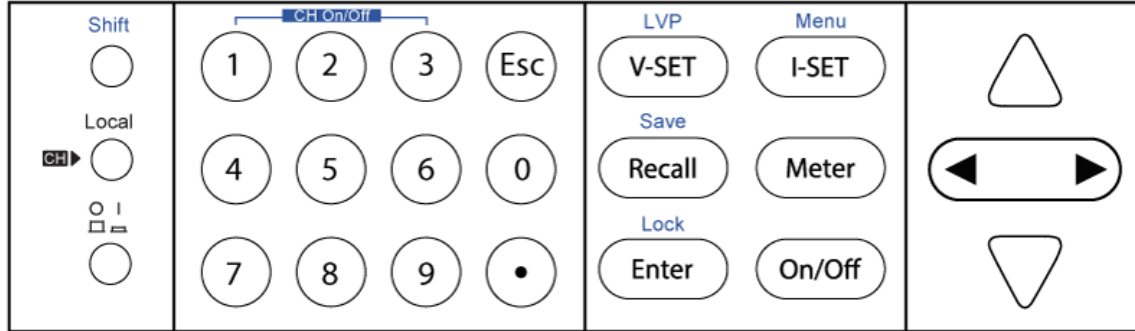 Shift
CH On/Off
LVP Menu
1 2 3 Esc
V-SET I-SET
Local
Save
CH
4 5 6 0
Recall Meter
O I
Lock
7 8 9 •
Enter On/Off